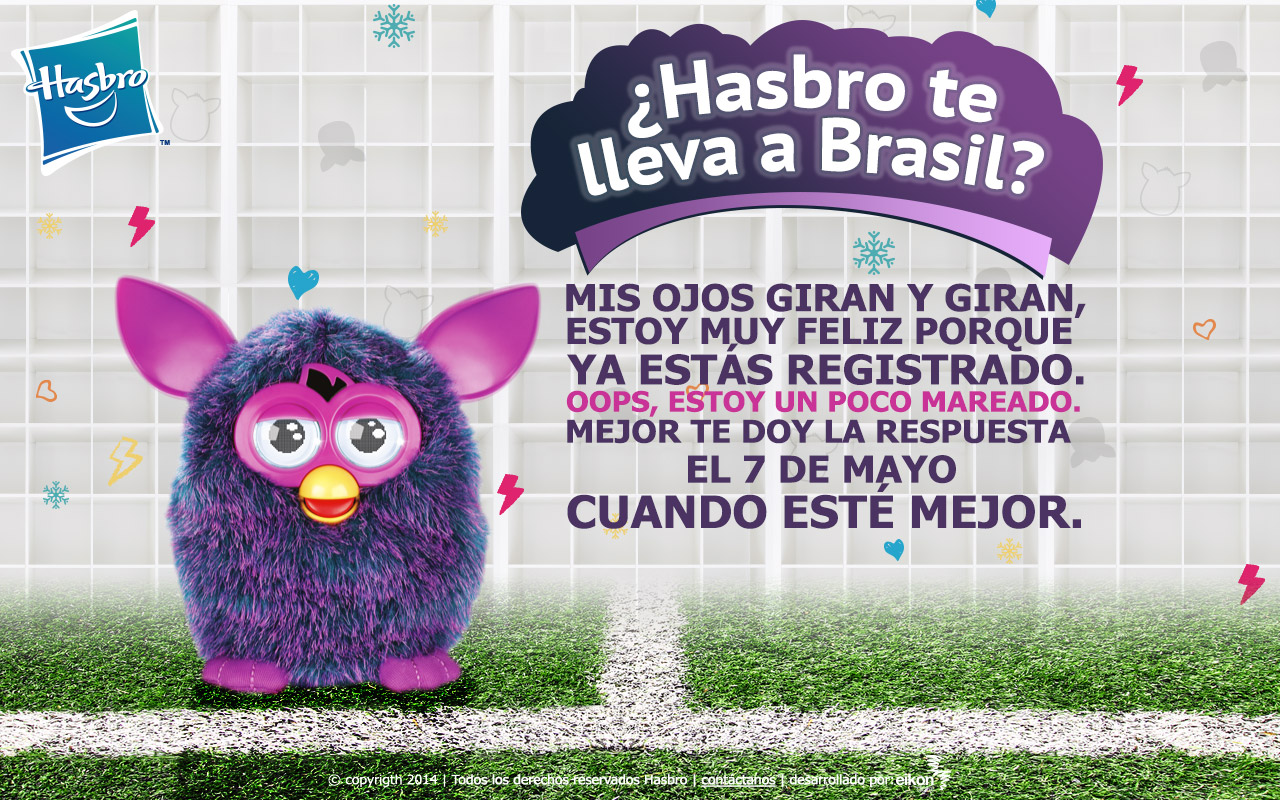 Hasbro
TM
¿Hasbro te
lleva a Brasil?
MIS OJOS GIRAN Y GIRAN,
ESTOY MUY FELIZ PORQUE
YA ESTÁS REGISTRADO.
OOPS, ESTOY UN POCO MAREADO.
MEJOR TE DOY LA RESPUESTA
EL 7 DE MAYO
CUANDO ESTÉ MEJOR.
© copyrigth 2014 | Todos los derechos reservados Hasbro | contáctanos | desarrollado por eikon